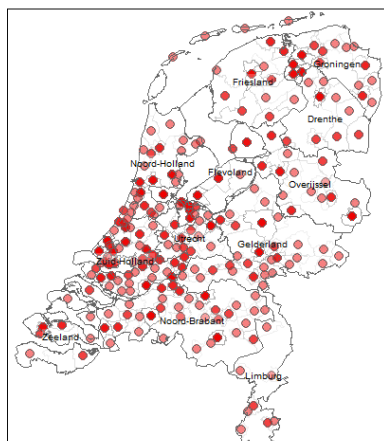 Groningen
Friesland
Drenthe
Noord-Holland
Flevoland
Overijssel
Utrecht
Gelderland
Zuid-Holland
Noord-Brabant
Zeeland
Limburg